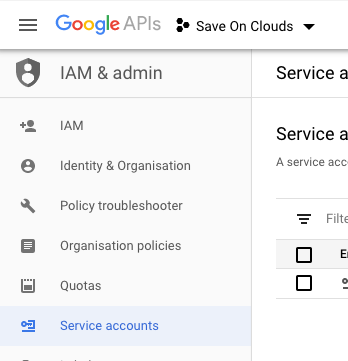 Google APIs Save On Clouds
IAM & admin
Service a
IAM
Service a
Identity & Organisation
A service acc
Policy troubleshooter
Filte
Organisation policies
Quotas
Service accounts